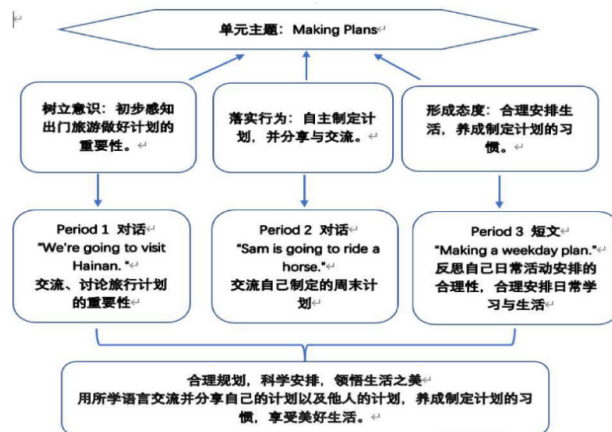 单元主题：Making Plans
树立意识：初步感知
出门旅游做好计划的
重要性。
落实行为：自主制定计
划，并分享与交流。
形成态度：合理安排生
活，养成制定计划的习
惯。
Period 1 对话
“We're going to visit
Hainan.”
交流、讨论旅行计划
的重要性
Period 2 对话
“Sam is going to ride a
horse.”
交流自己制定的周末计
划
Period 3 短文
“Making a weekday plan.”
反思自己日常活动安排的
合理性，合理安排日常学
习与生活
合理规划，科学安排，领悟生活之美
用所学语言交流并分享自己的计划以及他人的计划，养成制定计划的习
惯，享受美好生活。